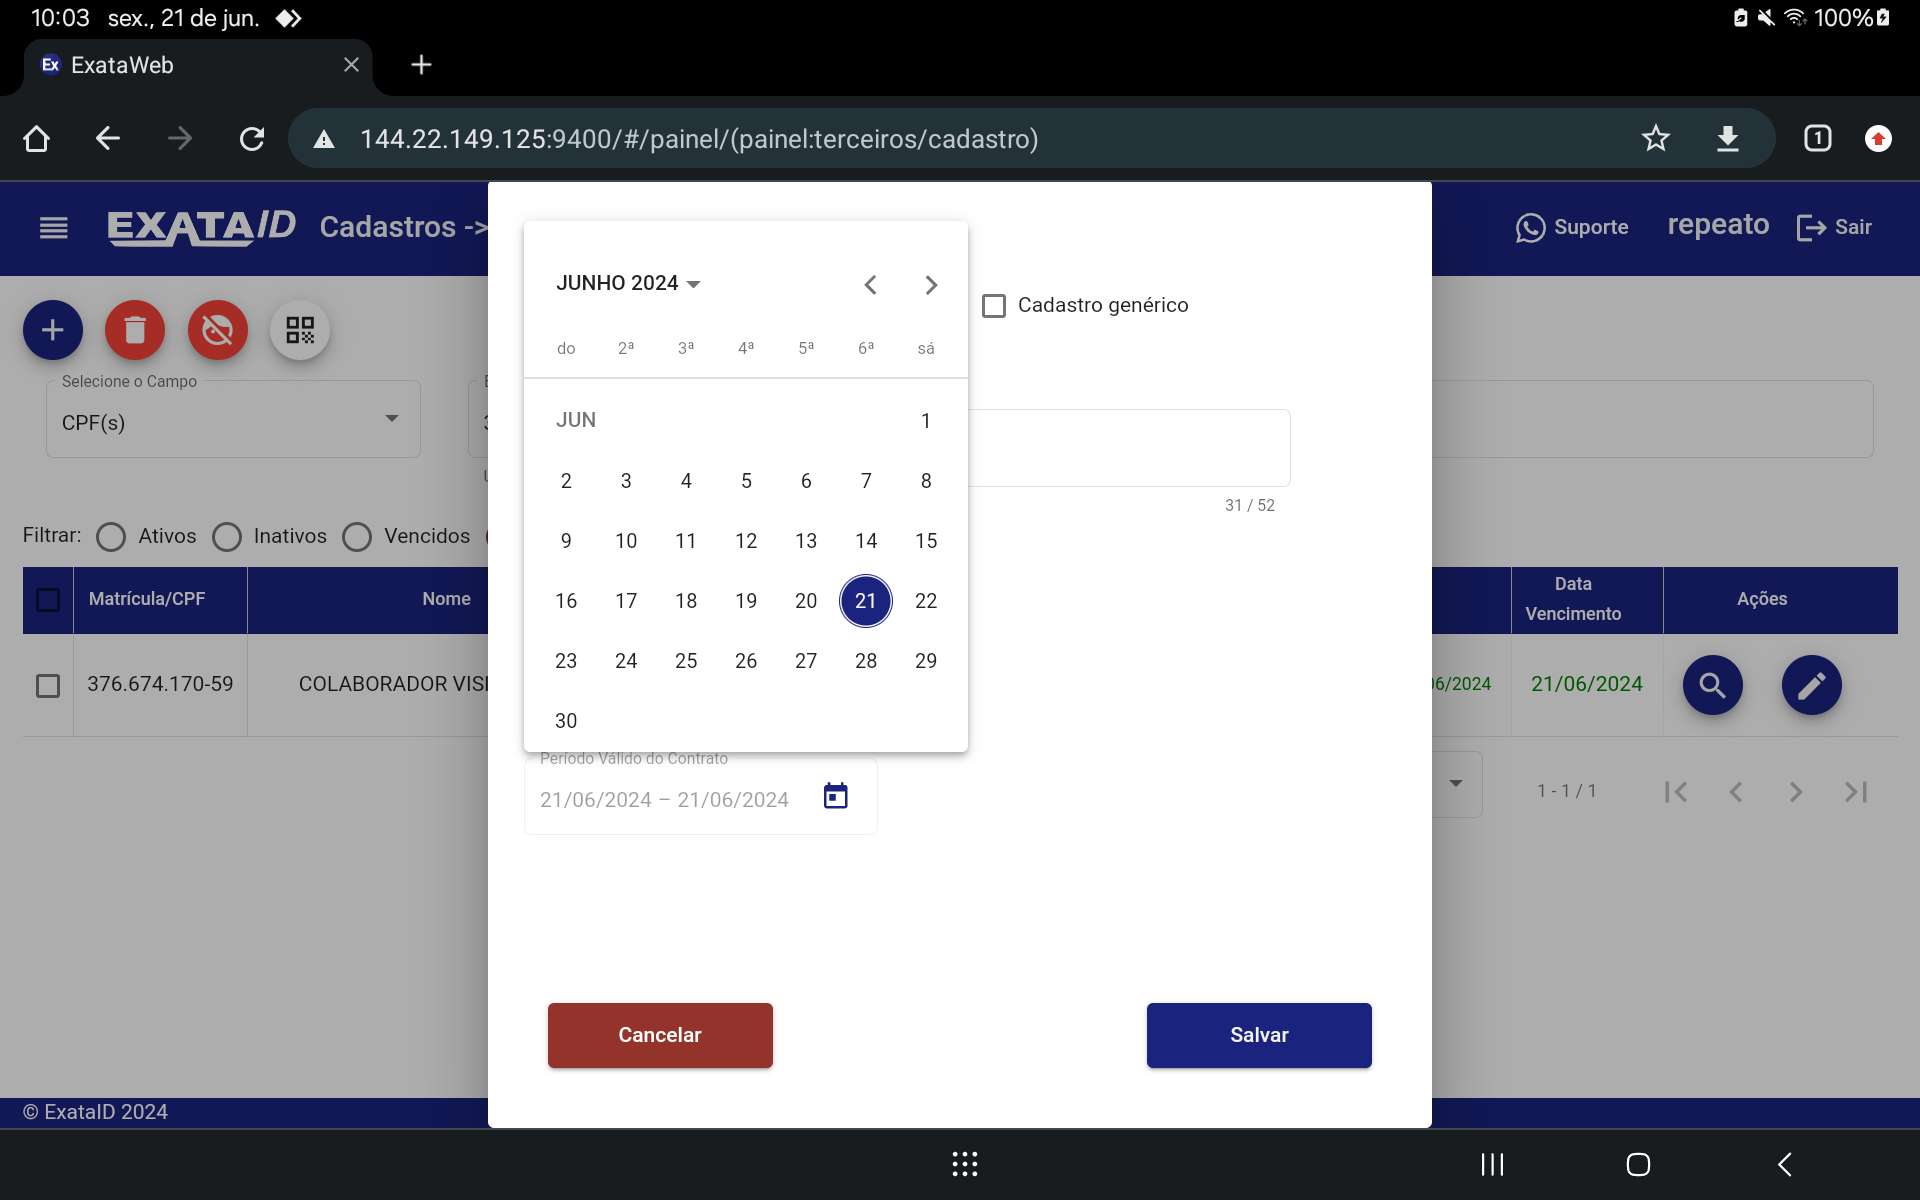 10:03 sex., 21 de jun. 100%
Ex ExataWeb
144.22.149.125:9400/#/painel/(painel:terceiros/cadastro) 1
EXATAID Cadastros -> Suporte repeato Sair
JUNHO 2024
do 2ª 3ª 4ª 5ª 6ª sá
JUN 1
2 3 4 5 6 7 8
9 10 11 12 13 14 15
16 17 18 19 20 21 22
23 24 25 26 27 28 29
30
Cadastro genérico
31 / 52
Selecione o Campo
CPF(s)
Filtrar: Ativos Inativos Vencidos
Matrícula/CPF Nome Data Vencimento Ações
376.674.170-59 COLABORADOR 06/2024 21/06/2024
Período Válido do Contrato
21/06/2024 – 21/06/2024
1 - 1 / 1
Cancelar Salvar
© ExataID 2024